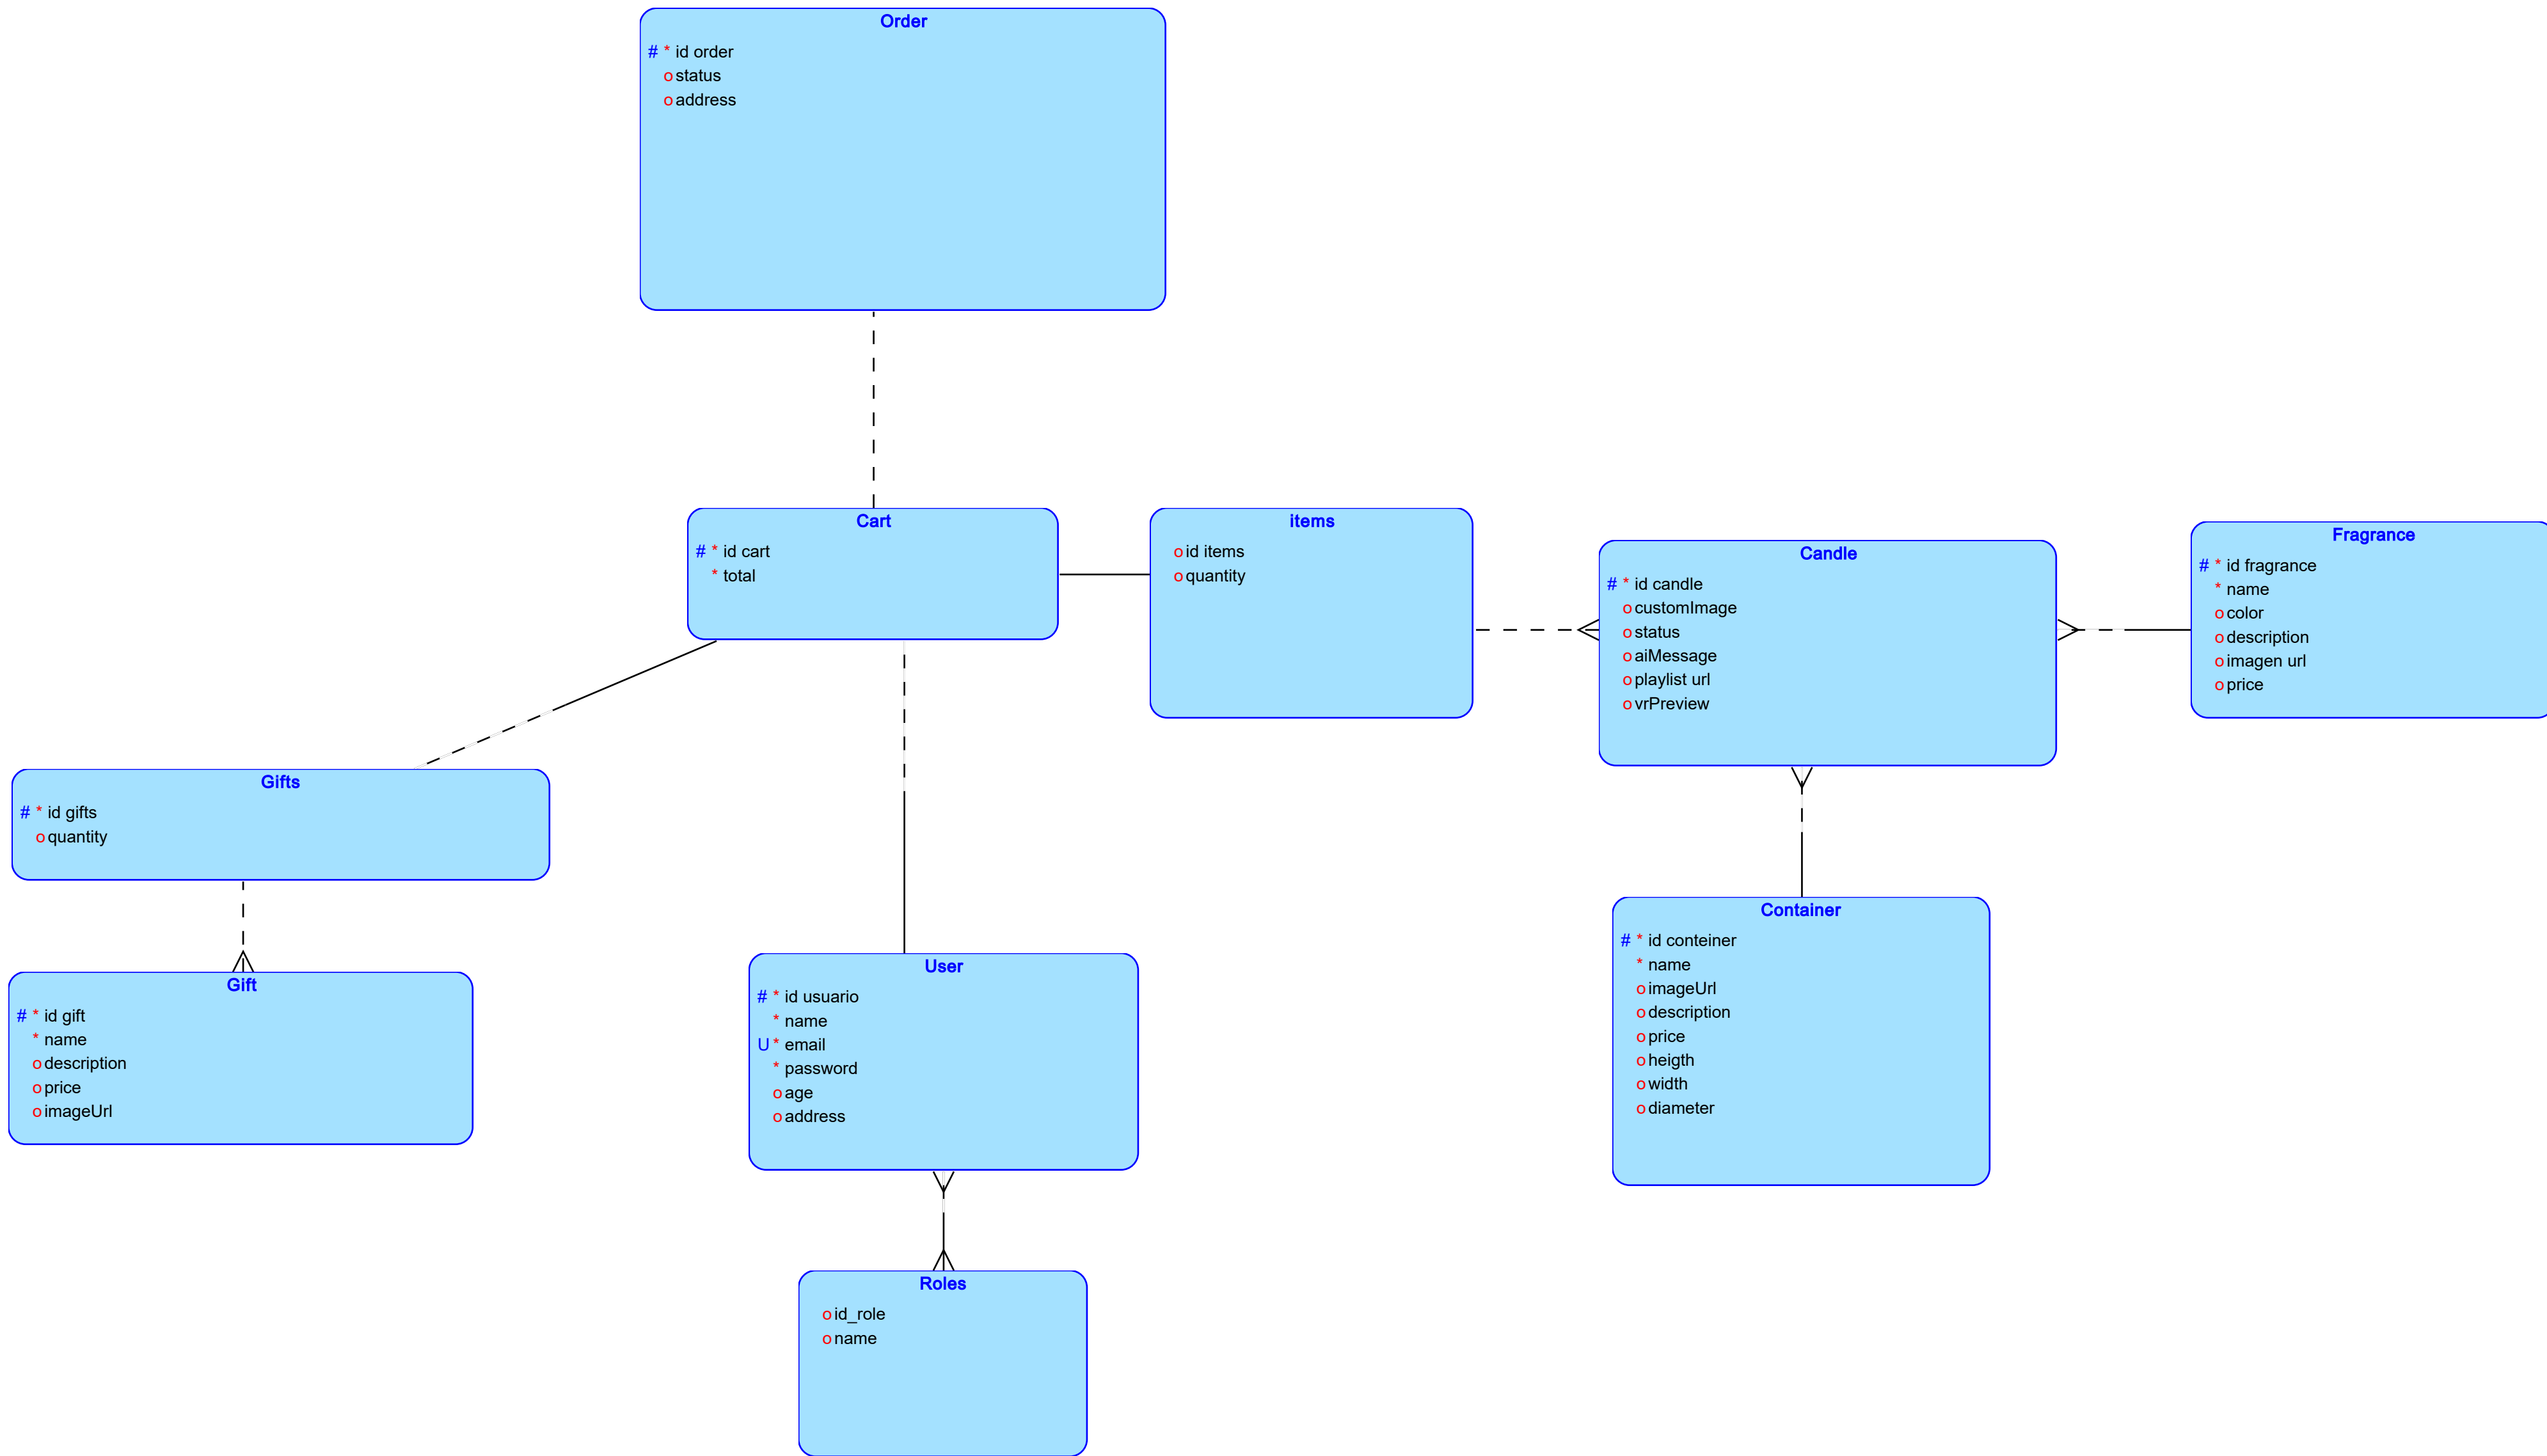 Order
# * id order
o status
o address
Cart
# * id cart
* total
items
o id items
o quantity
Candle
# * id candle
o customImage
o status
o aiMessage
o playlist url
o vrPreview
Fragrance
# * id fragrance
* name
o color
o description
o imagen url
o price
Gifts
# * id gifts
o quantity
Gift
# * id gift
* name
o description
o price
o imageUrl
User
# * id usuario
* name
U * email
* password
o age
o address
Container
# * id conteiner
* name
o imageUrl
o description
o price
o heigth
o width
o diameter
Roles
o id_role
o name